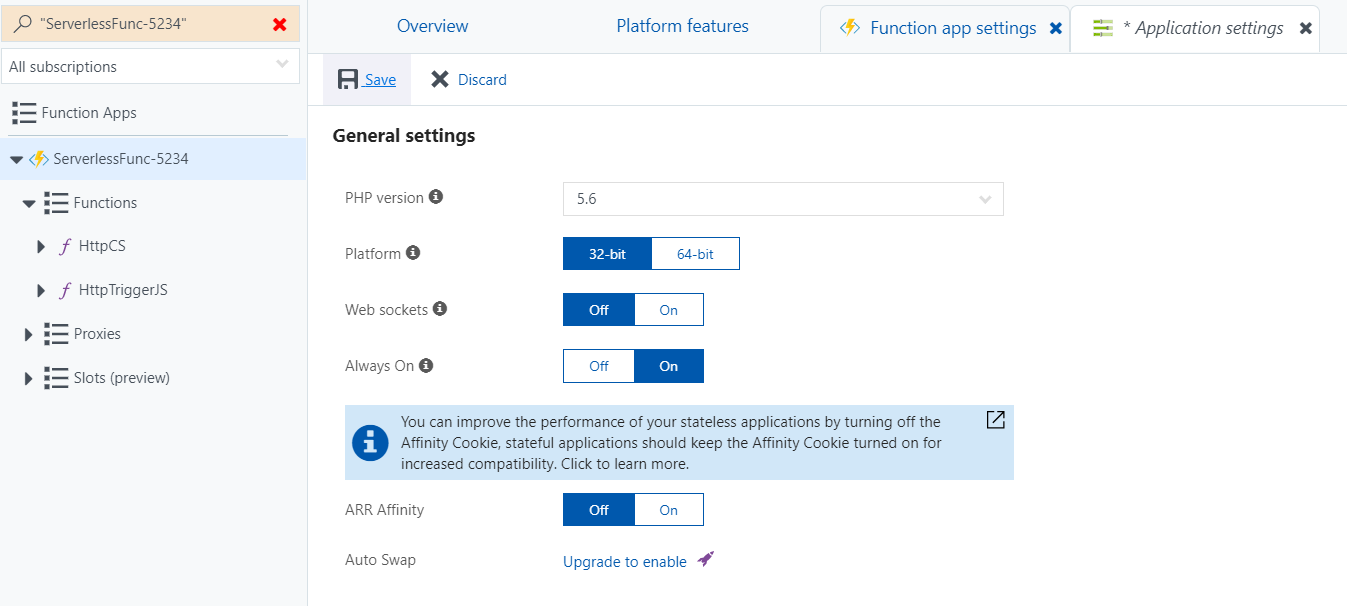 "ServerlessFunc-5234"
All subscriptions
Function Apps
ServerlessFunc-5234
Functions
HttpCS
HttpTriggerJS
Proxies
Slots (preview)
Overview
Platform features
Function app settings
* Application settings
Save
Discard
General settings
PHP version
5.6
Platform
32-bit
64-bit
Web sockets
Off
On
Always On
Off
On
You can improve the performance of your stateless applications by turning off the
Affinity Cookie, stateful applications should keep the Affinity Cookie turned on for
increased compatibility. Click to learn more.
ARR Affinity
Off
On
Auto Swap
Upgrade to enable